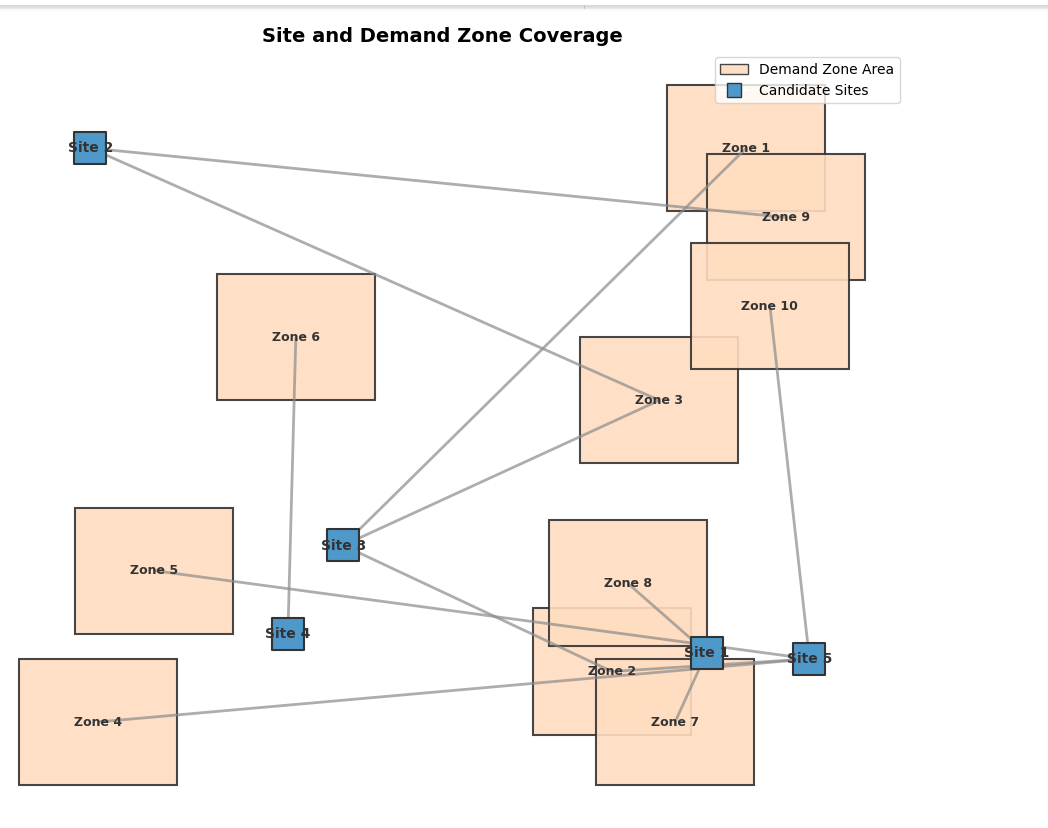 Site and Demand Zone Coverage
Demand Zone Area
Candidate Sites
Site 2
Zone 1
Zone 9
Zone 10
Zone 6
Zone 3
Site 3
Zone 5
Zone 8
Site 4
Site 1
Site 5
Zone 2
Zone 4
Zone 7